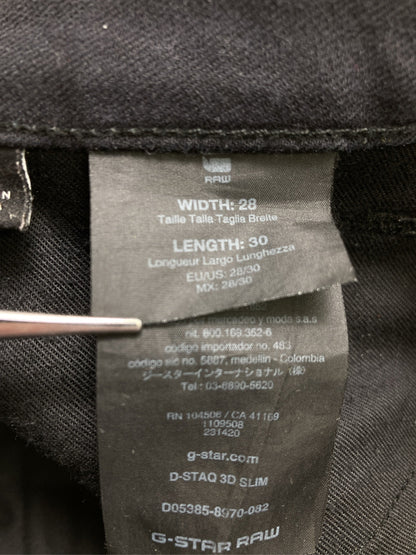 RAW
WIDTH: 28
Taille Talla Taglia Breite
LENGTH: 30
Longueur Largo Lunghezza
EU/US: 28/30
MX: 28/30
mercadeo y moda s.a.s
nit. 800.169.352-6
código importador no. 483
código sic no. 5887, medellin - Colombia
ジースターインターナショナル(株)
Tel : 03-6890-5620
RN 104506 / CA 41169
1109508
231420
g-star.com
D-STAQ 3D SLIM
D05385-8970-082
G-STAR RAW